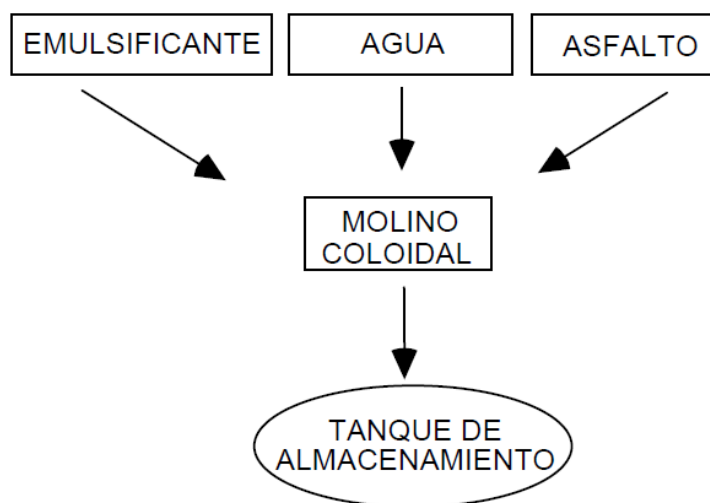 EMULSIFICANTE
AGUA
ASFALTO
MOLINO
COLOIDAL
TANQUE DE
ALMACENAMIENTO